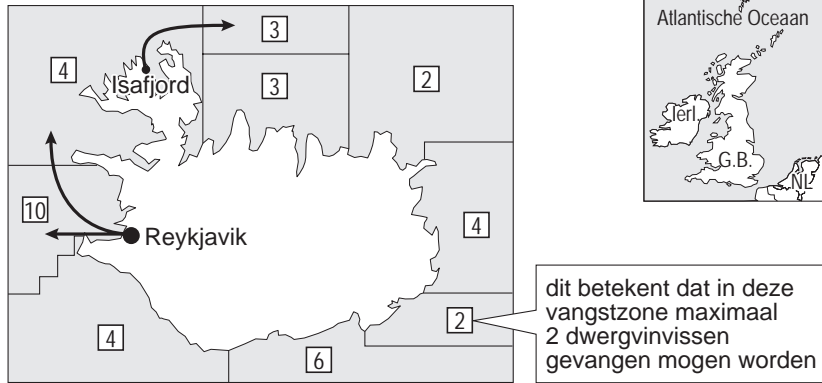 3
4
Isafjord
3
2
10
Reykjavik
4
4
2
6
Atlantische Oceaan
Ierl.
G.B.
NL
dit betekent dat in deze
vangstzone maximaal
2 dwergvinvissen
gevangen mogen worden